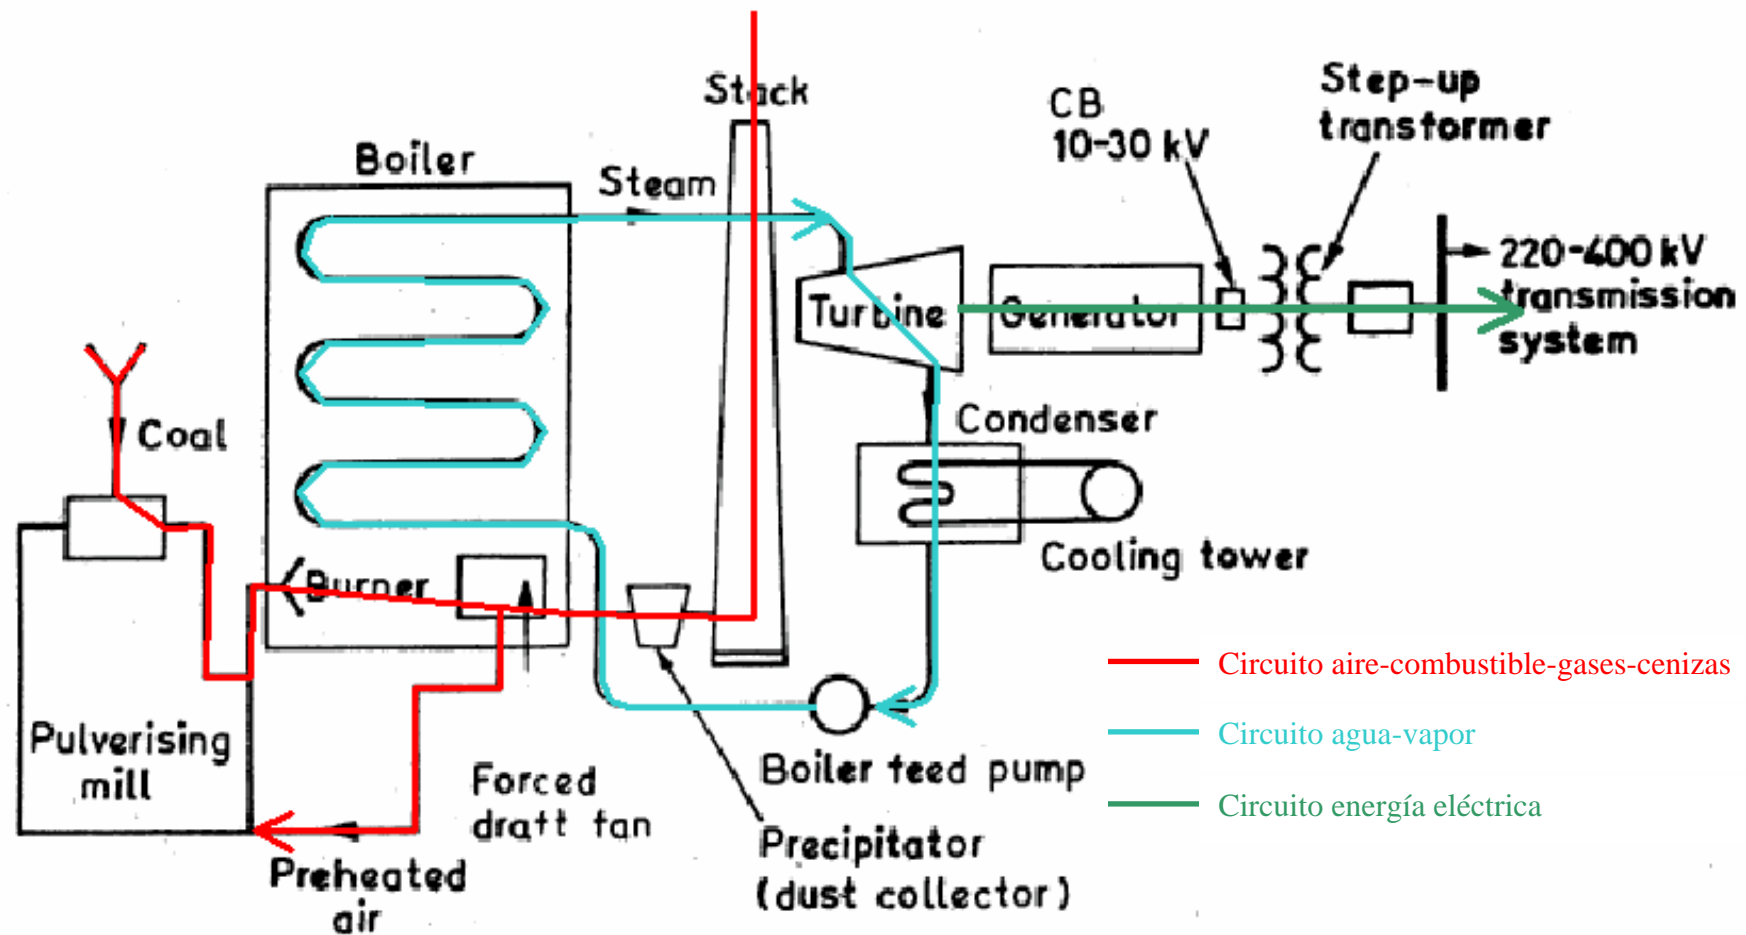 Stack
CB
10-30 kV
Step-up
transformer
Boiler
Steam
220-400 kV
transmission
system
Turbine
Generator
Coal
Condenser
Cooling tower
Burner
Circuito aire-combustible-gases-cenizas
Circuito agua-vapor
Circuito energía eléctrica
Pulverising
mill
Forced
draft fan
Boiler feed pump
Precipitator
(dust collector)
Preheated
air